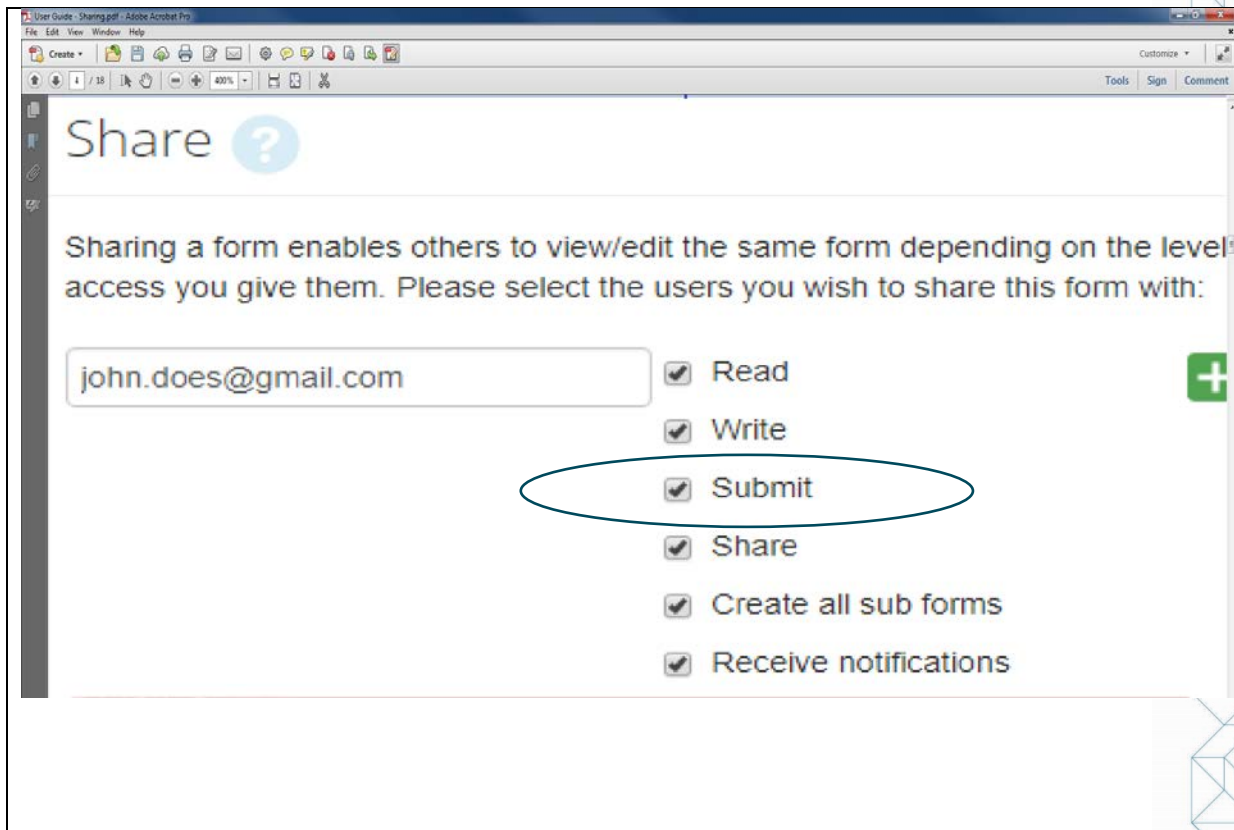 User Guide - Sharing.pdf - Adobe Acrobat Pro
File Edit View Window Help
Create Customize
4 / 18 400% Tools Sign Comment
Share ?
Sharing a form enables others to view/edit the same form depending on the level
access you give them. Please select the users you wish to share this form with:
john.does@gmail.com Read
Write
Submit
Share
Create all sub forms
Receive notifications